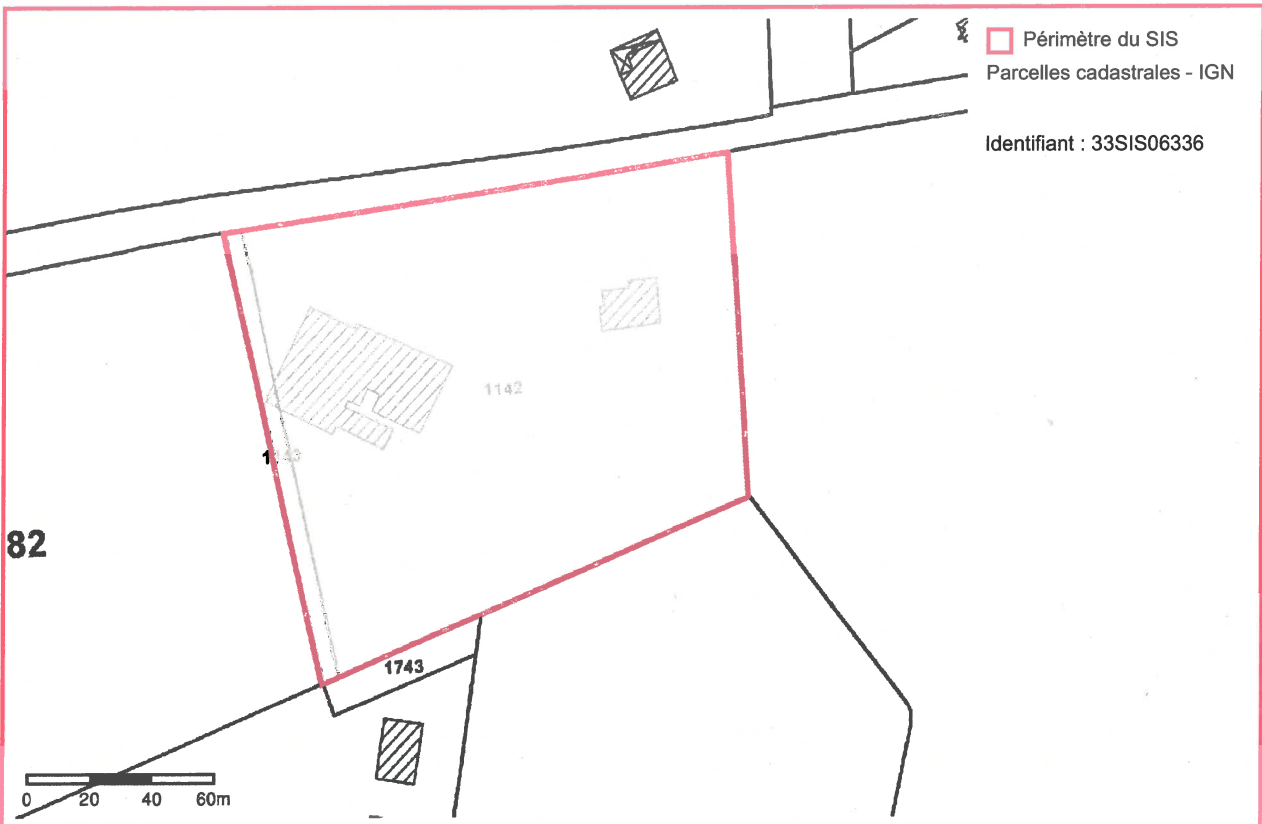 Périmètre du SIS
Parcelles cadastrales - IGN
Identifiant : 33SIS06336
1142
82
1743
0 20 40 60m